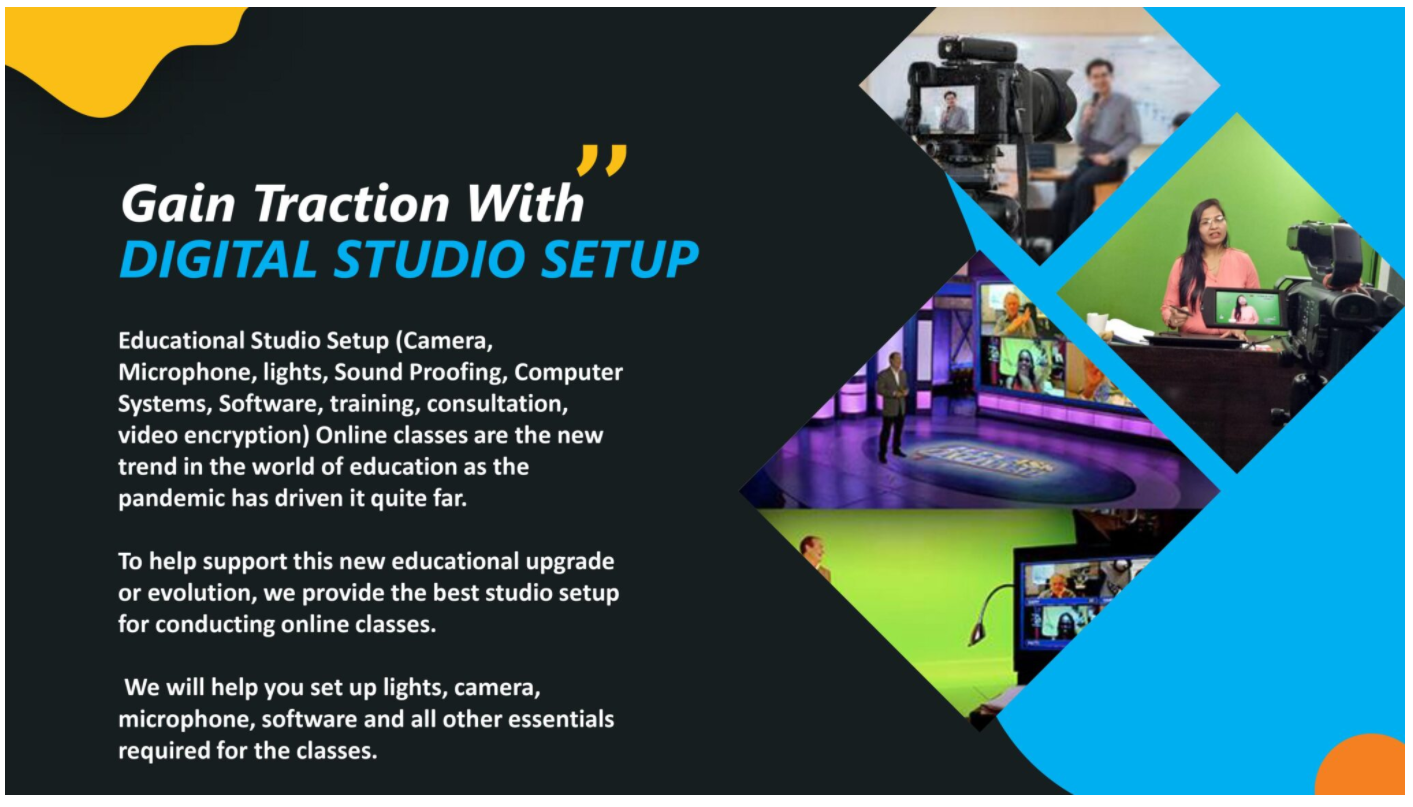 ”
Gain Traction With
DIGITAL STUDIO SETUP
Educational Studio Setup (Camera,
Microphone, lights, Sound Proofing, Computer
Systems, Software, training, consultation,
video encryption) Online classes are the new
trend in the world of education as the
pandemic has driven it quite far.
To help support this new educational upgrade
or evolution, we provide the best studio setup
for conducting online classes.
We will help you set up lights, camera,
microphone, software and all other essentials
required for the classes.